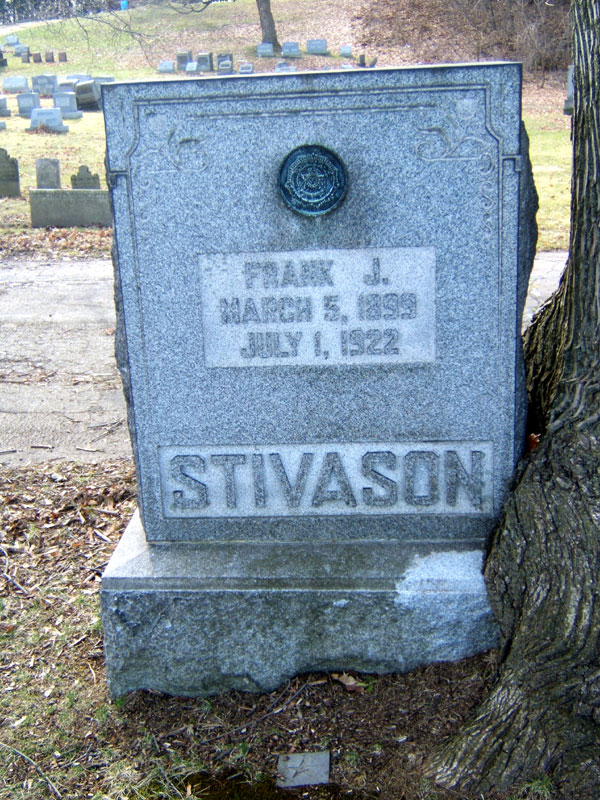 FRANK J.
MARCH 5, 1899
JULY 1, 1922
STIVASON